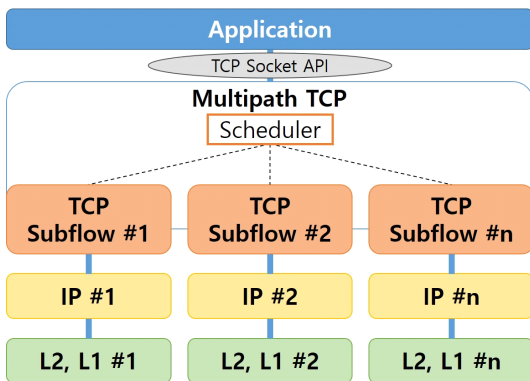 Application
TCP Socket API
Multipath TCP
Scheduler
TCP
Subflow #1
TCP
Subflow #2
TCP
Subflow #n
IP #1
IP #2
IP #n
L2, L1 #1
L2, L1 #2
L2, L1 #n